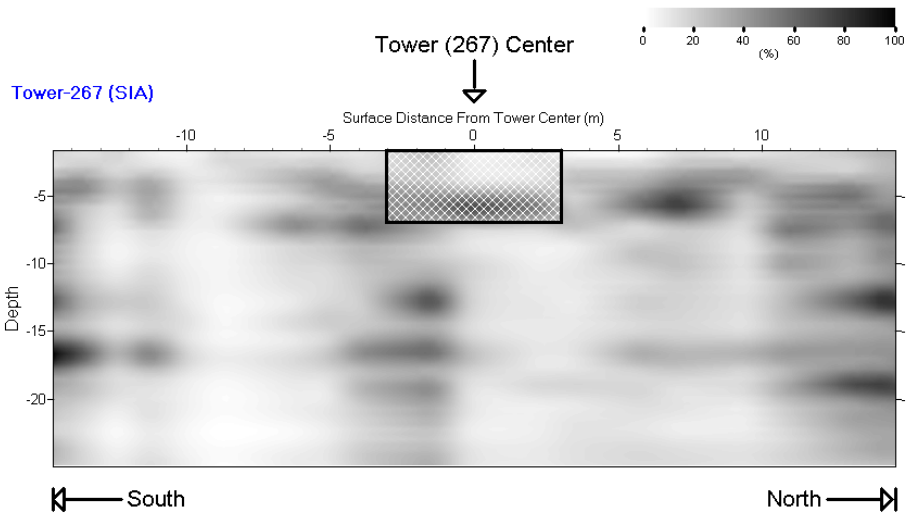 0 20 40 60 80 100
(%)
Tower (267) Center
Tower-267 (SIA)
Surface Distance From Tower Center (m)
-10 -5 0 5 10
-5
-10
-15
-20
Depth
South North